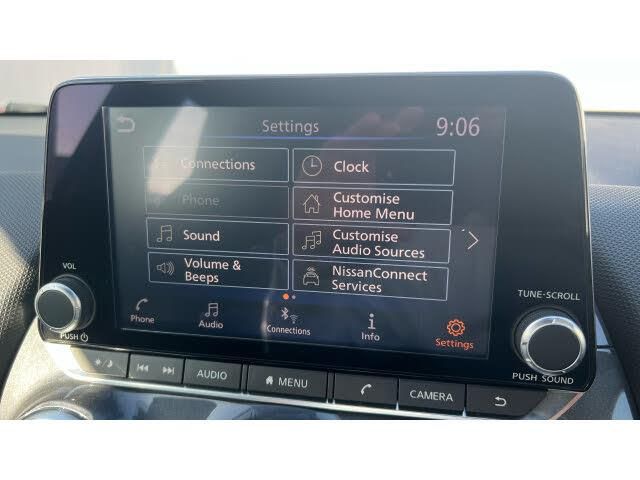 Settings
9:06
Connections
Clock
Phone
Customise
Home Menu
Sound
Customise
Audio Sources
Volume &
Beeps
NissanConnect
Services
Phone
Audio
Connections
Info
Settings
VOL
PUSH
TUNE·SCROLL
PUSH SOUND
AUDIO
MENU
CAMERA